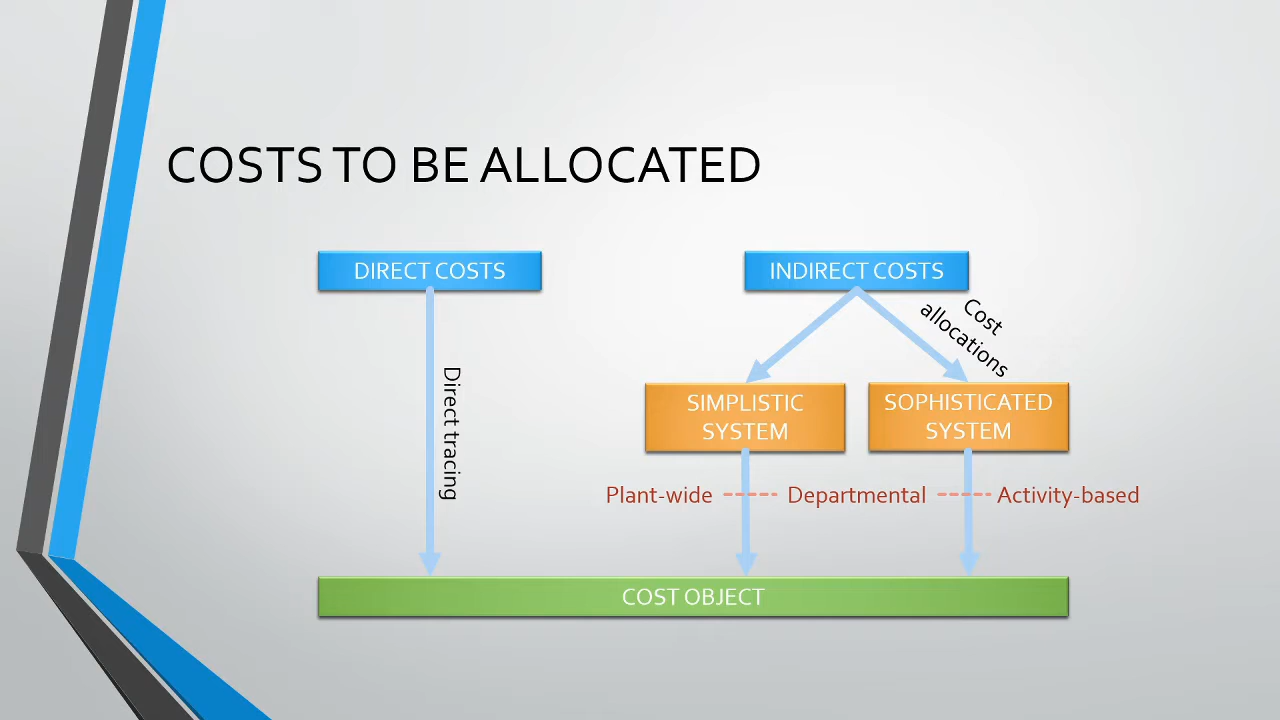 COSTS TO BE ALLOCATED
DIRECT COSTS
INDIRECT COSTS
Cost
allocations
Direct tracing
SIMPLISTIC
SYSTEM
SOPHISTICATED
SYSTEM
Plant-wide
Departmental
Activity-based
COST OBJECT